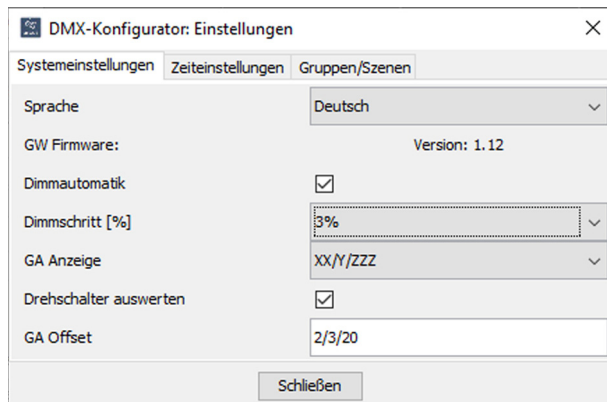 DMX-Konfigurator: Einstellungen
Systemeinstellungen Zeiteinstellungen Gruppen/Szenen
Sprache Deutsch
GW Firmware: Version: 1.12
Dimmautomatik
Dimmschritt [%] 3%
GA Anzeige XX/Y/ZZZ
Drehschalter auswerten
GA Offset 2/3/20
Schließen